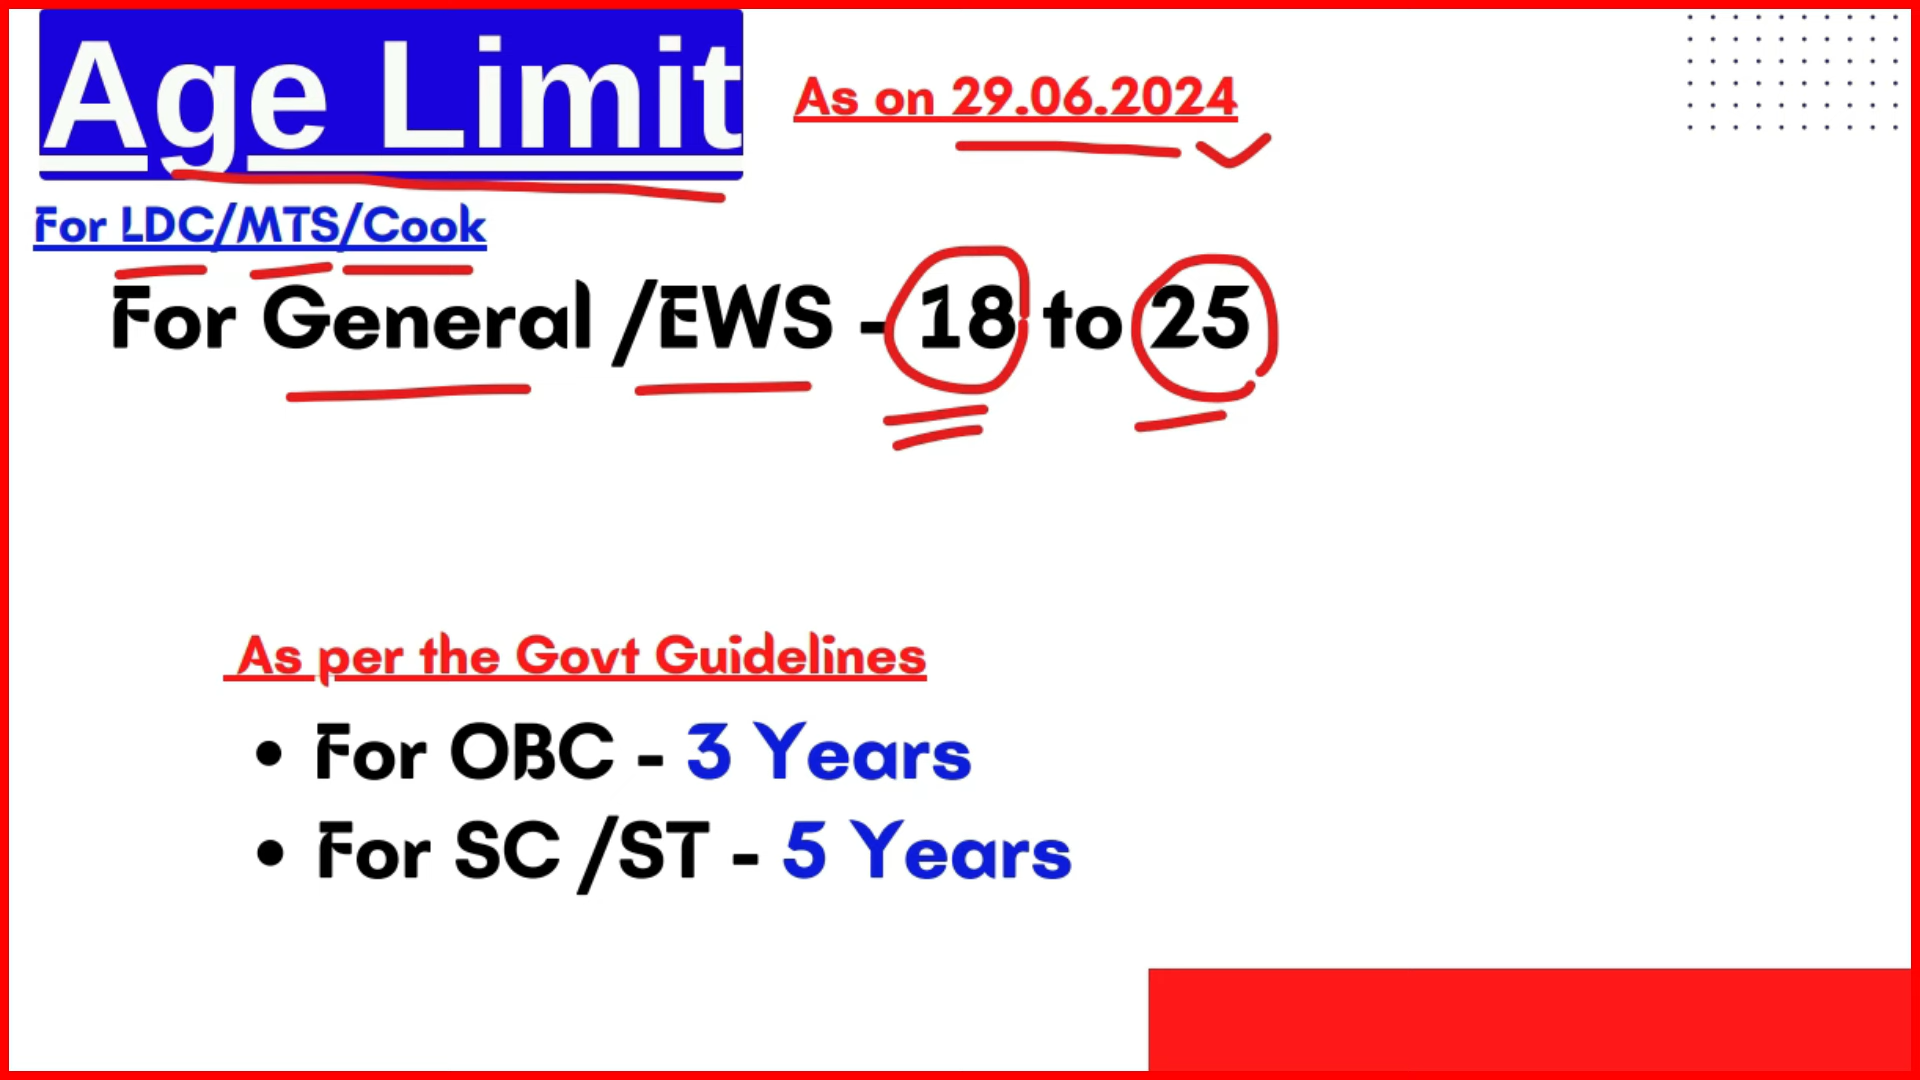 Age Limit
As on 29.06.2024
For LDC/MTS/Cook
For General /EWS - 18 to 25
As per the Govt Guidelines
• For OBC - 3 Years
• For SC /ST - 5 Years